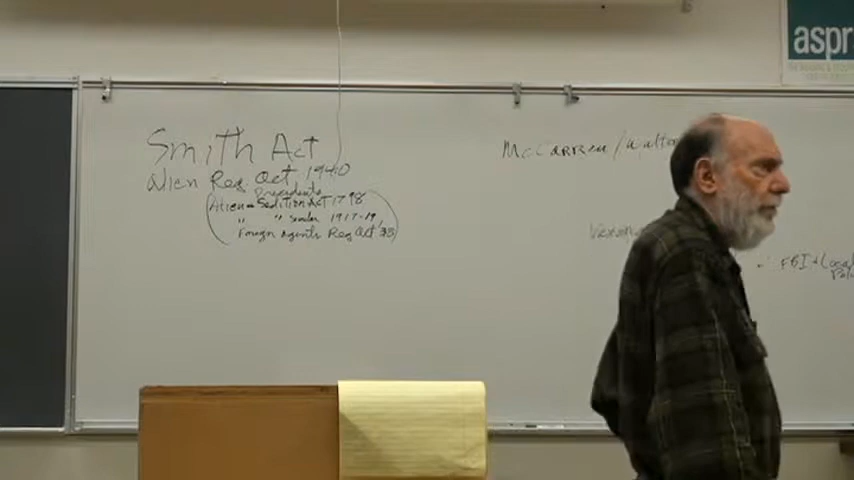 Smith Act
Alien Reg Act 1940
Precedents
Alien & Sedition Act 1798
" " 1917-19
Foreign Agents Reg Act '38
McCarren/Walter
FBI + Local
aspr